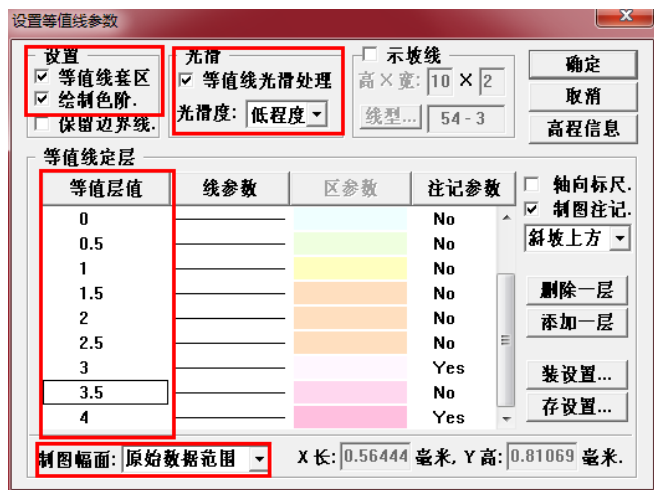 设置等值线参数
X
设置
等值线套区
绘制色阶.
保留边界线.
光滑
等值线光滑处理
光滑度: 低程度
示坡线
高×宽: 10 × 2
线型... 54-3
确定
取消
高程信息
等值线定层
等值层值 线参数 区参数 注记参数
0 No
0.5 No
1 No
1.5 No
2 No
2.5 No
3 Yes
3.5 No
4 Yes
轴向标尺.
制图注记.
斜坡上方
删除一层
添加一层
装设置...
存设置...
制图幅面: 原始数据范围 X 长: 0.56444 毫米, Y 高: 0.81069 毫米.